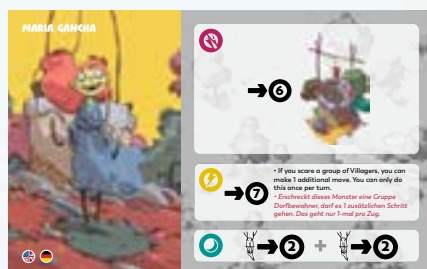 MARIA GANCHA
6
7
• If you scare a group of Villagers, you can
make 1 additional move. You can only do
this once per turn.
• Erschreckt dieses Monster eine Gruppe
Dorfbewohner, darf es 1 zusätzlichen Schritt
gehen. Das geht nur 1-mal pro Zug.
2 + 2